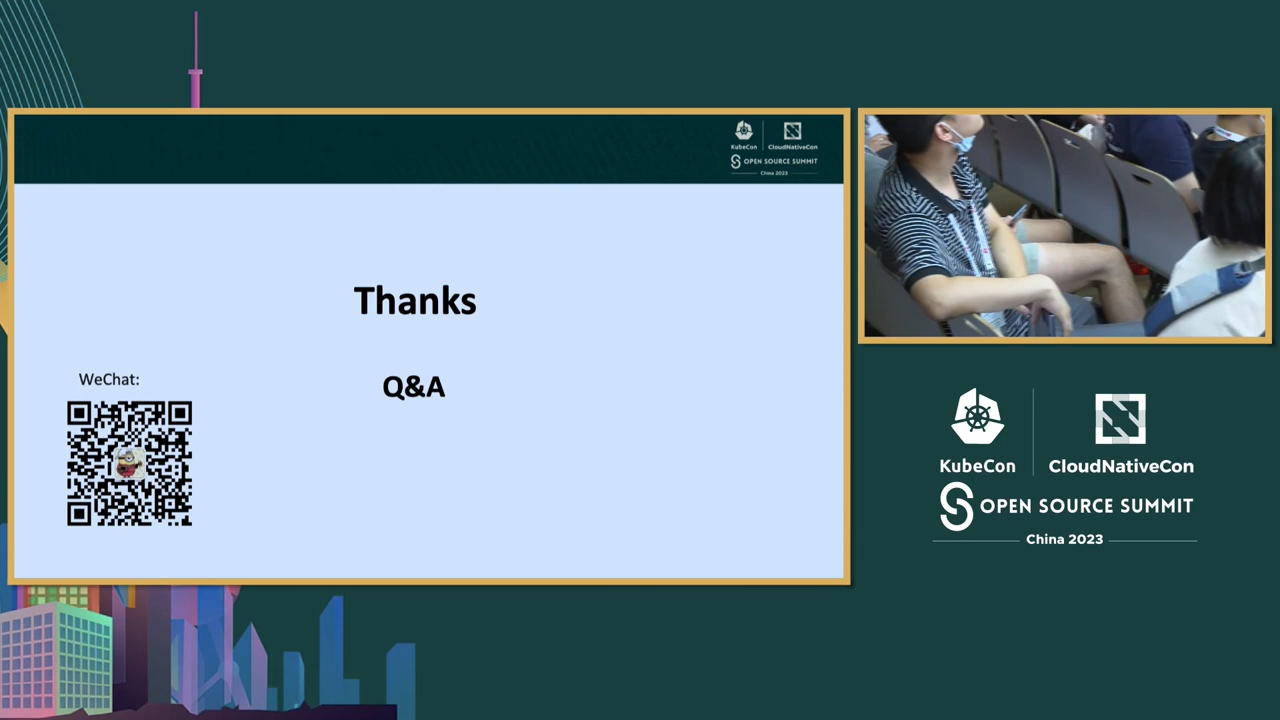 KubeCon
CloudNativeCon
OPEN SOURCE SUMMIT
China 2023
Thanks
Q&A
WeChat:
KubeCon
CloudNativeCon
OPEN SOURCE SUMMIT
China 2023